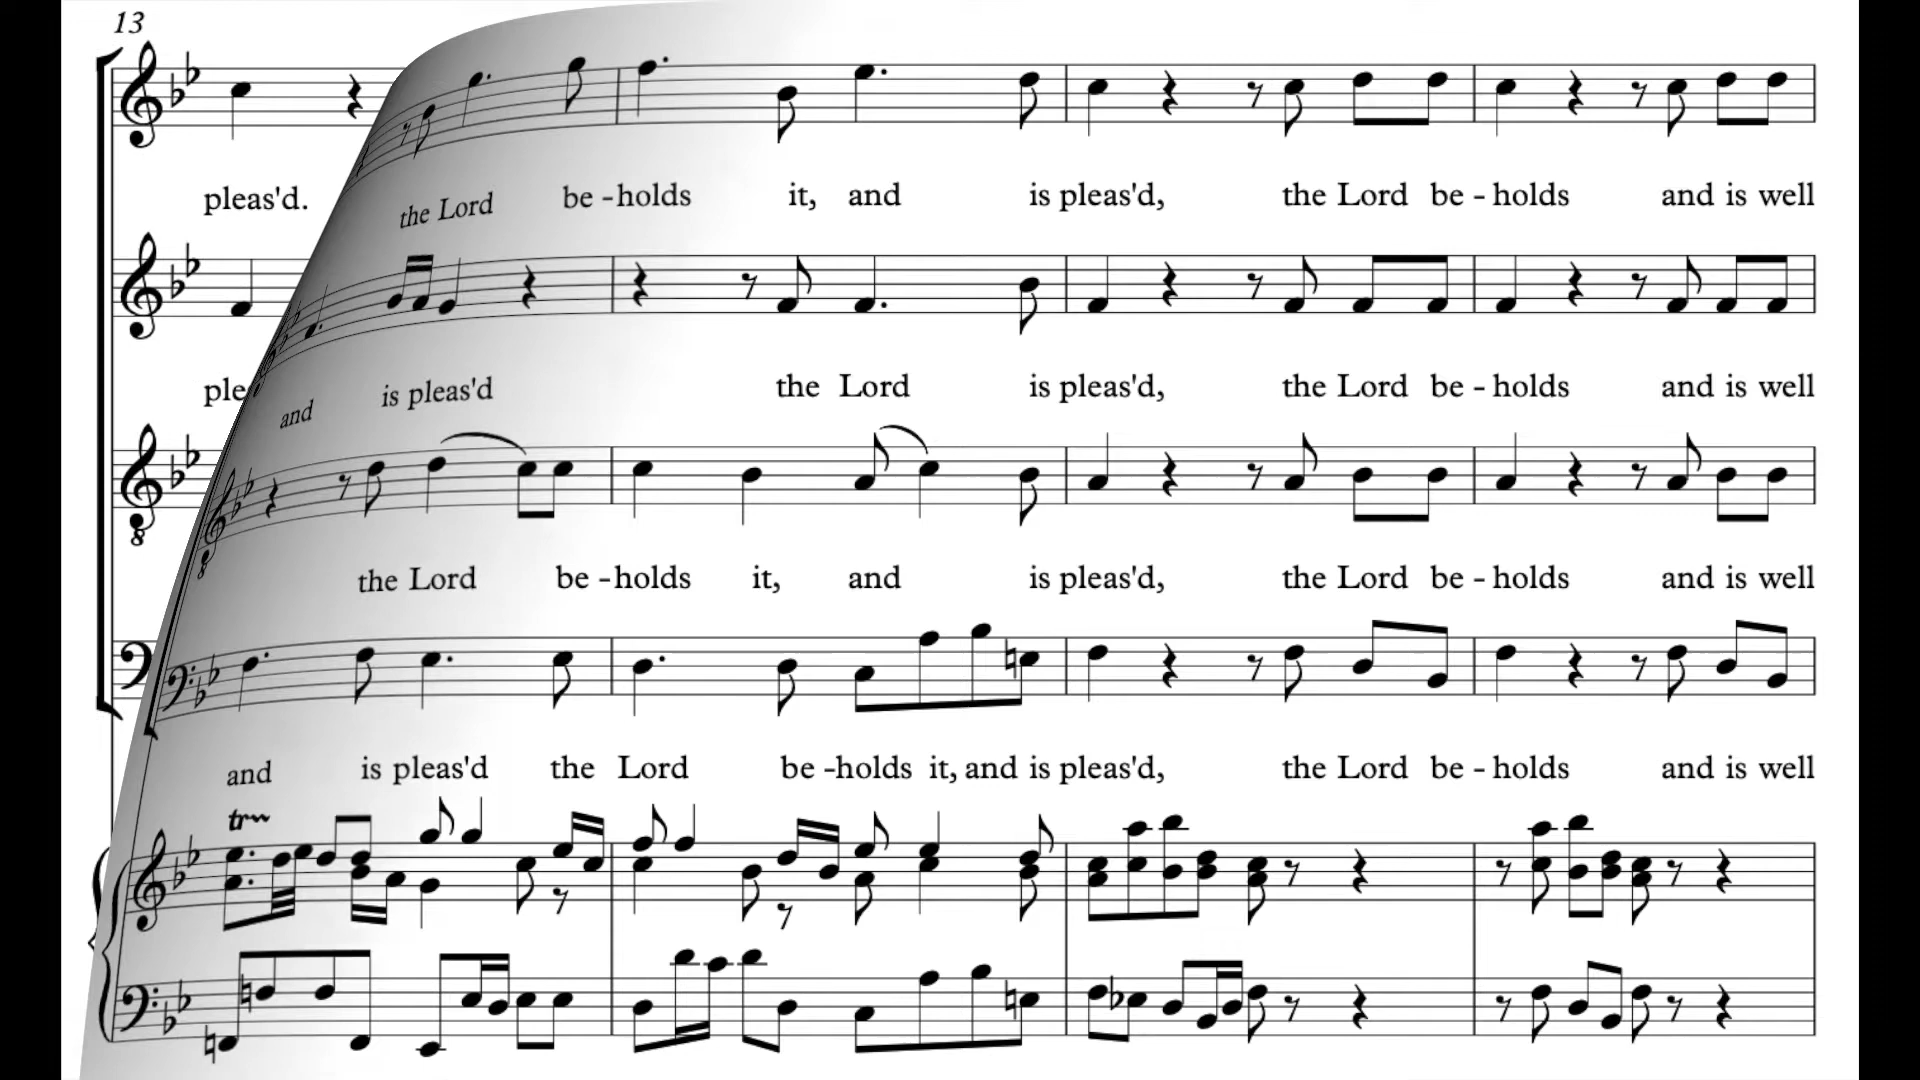 13
pleas'd. the Lord be - holds it, and is pleas'd, the Lord be - holds and is well
and is pleas'd the Lord is pleas'd, the Lord be - holds and is well
the Lord be - holds it, and is pleas'd, the Lord be - holds and is well
and is pleas'd the Lord be - holds it, and is pleas'd, the Lord be - holds and is well
tr